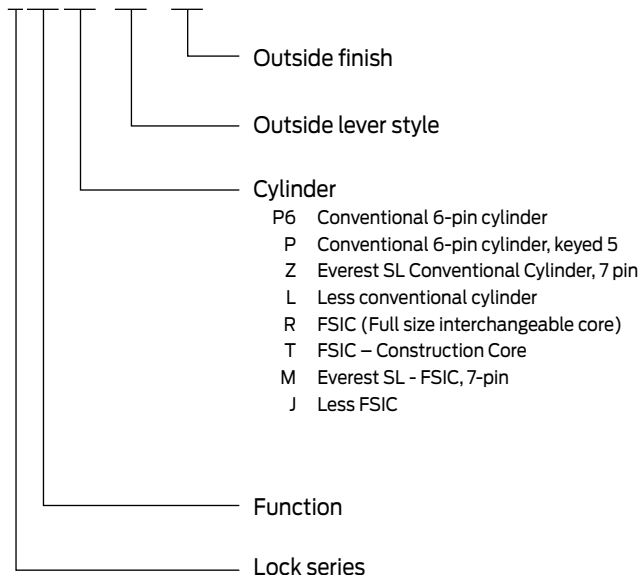 Outside finish
Outside lever style
Cylinder
P6 Conventional 6-pin cylinder
P Conventional 6-pin cylinder, keyed 5
Z Everest SL Conventional Cylinder, 7 pin
L Less conventional cylinder
R FSIC (Full size interchangeable core)
T FSIC – Construction Core
M Everest SL - FSIC, 7-pin
J Less FSIC
Function
Lock series